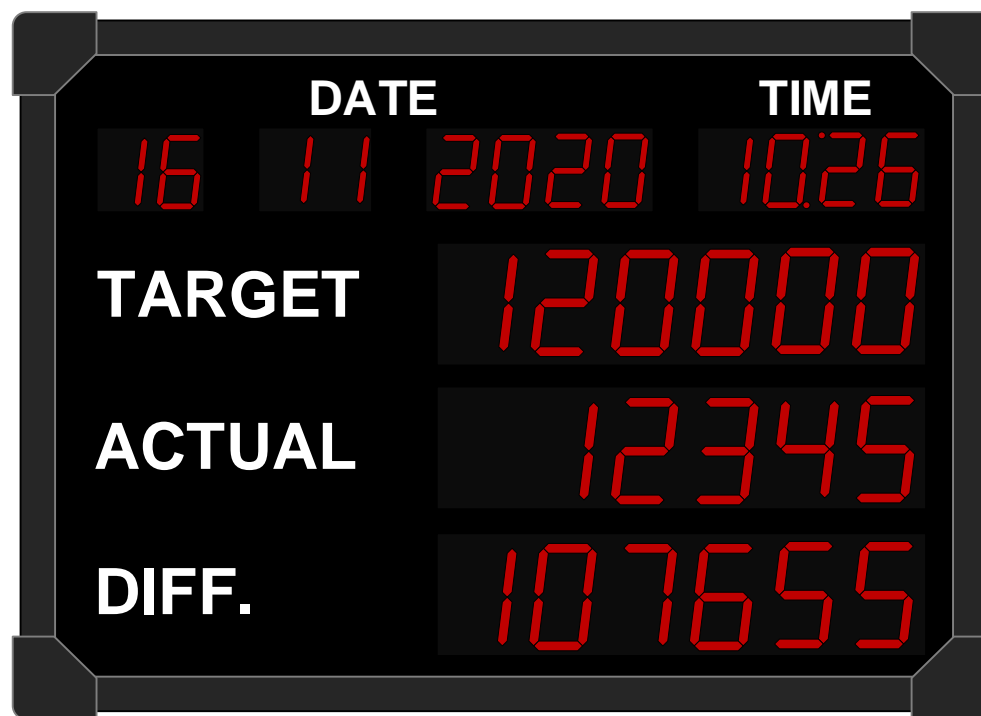 DATE TIME
16 11 2020 10:26
TARGET 120000
ACTUAL 12345
DIFF. 107655